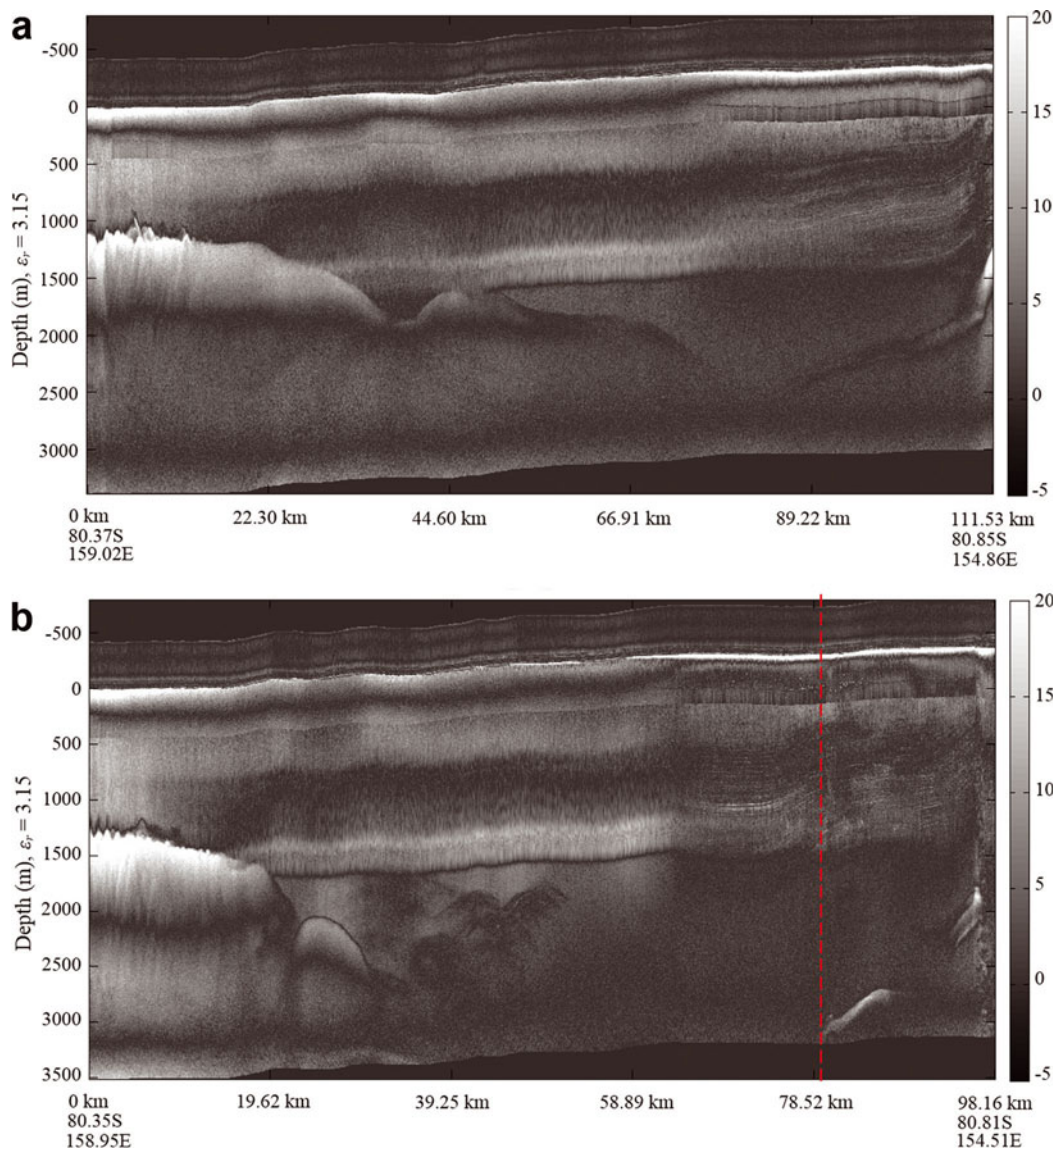 a
20
-500
0
15
500
1000
10
1500
5
2000
0
2500
3000
-5
Depth (m), εr = 3.15
0 km 22.30 km 44.60 km 66.91 km 89.22 km 111.53 km
80.37S 80.85S
159.02E 154.86E
b
20
-500
0
15
500
1000
10
1500
5
2000
2500
0
3000
3500
-5
Depth (m), εr = 3.15
0 km 19.62 km 39.25 km 58.89 km 78.52 km 98.16 km
80.35S 80.81S
158.95E 154.51E